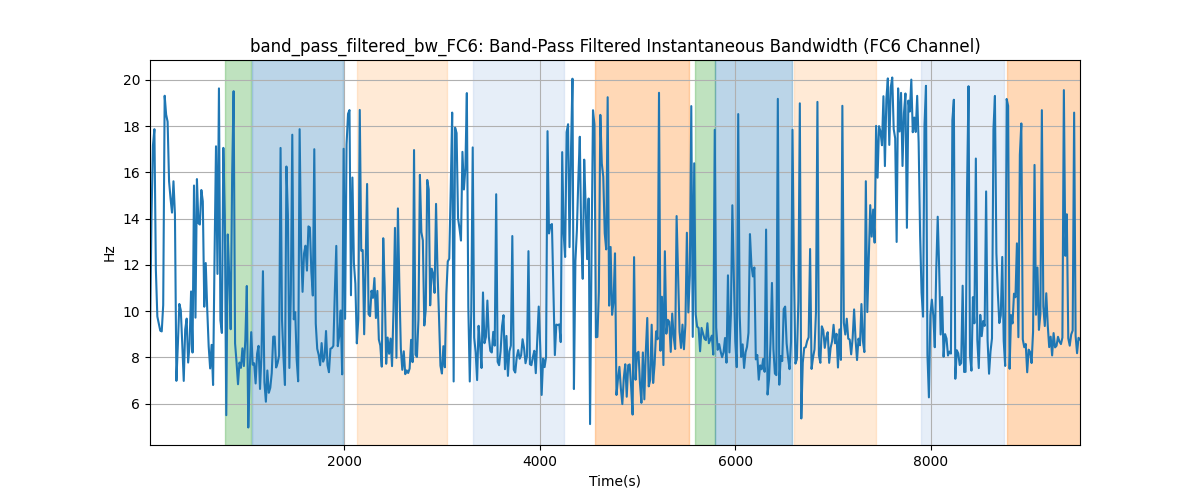 band_pass_filtered_bw_FC6: Band-Pass Filtered Instantaneous Bandwidth (FC6 Channel)
20
18
16
14
12
10
8
6
Hz
2000 4000 6000 8000
Time(s)